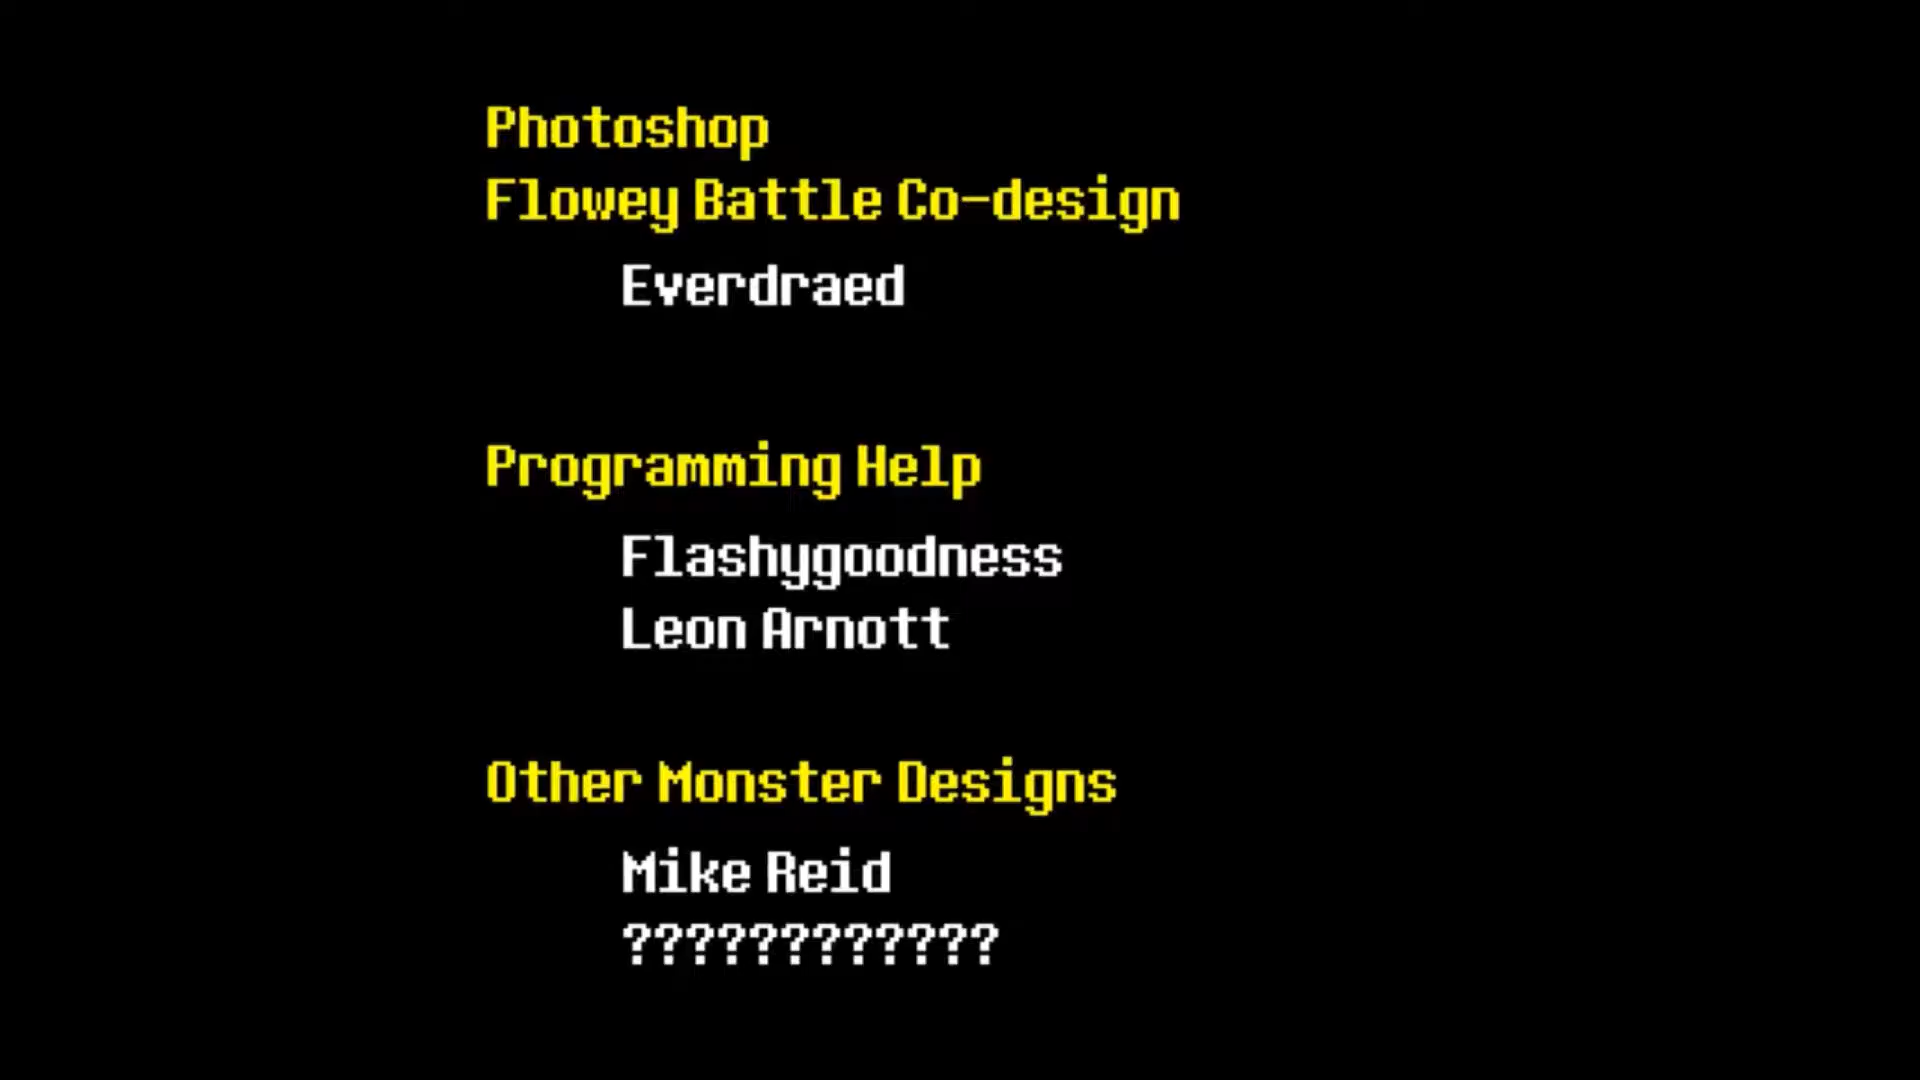 Photoshop
Flowey Battle Co-design
Everdraed
Programming Help
Flashygoodness
Leon Arnott
Other Monster Designs
Mike Reid
????????????